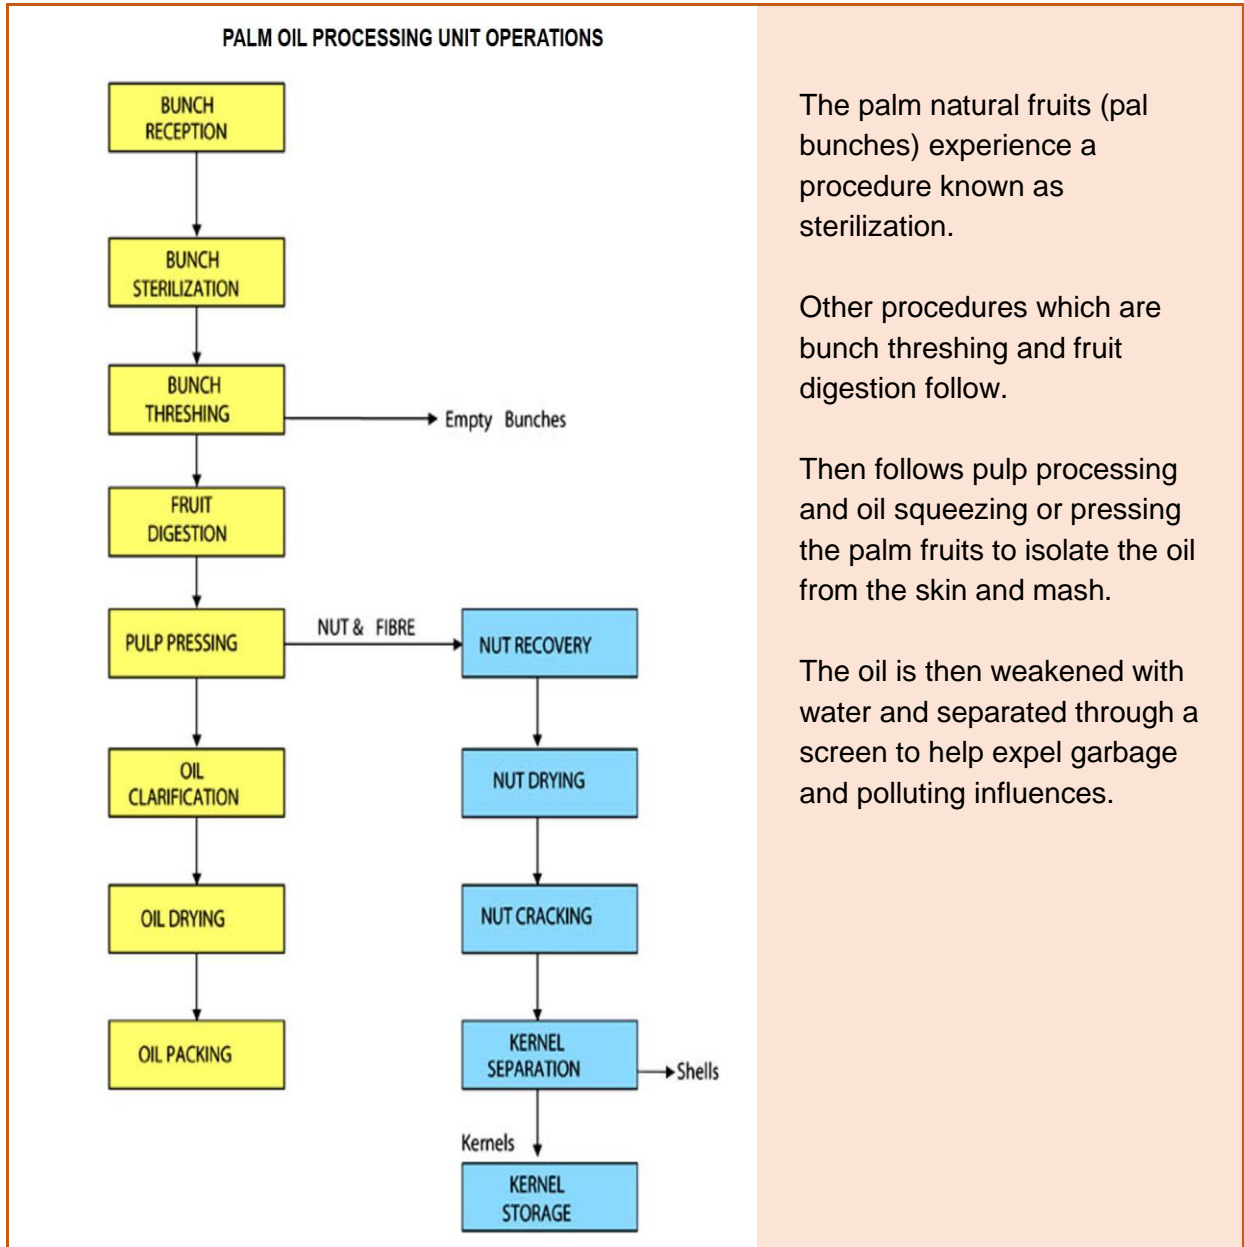 PALM OIL PROCESSING UNIT OPERATIONS
BUNCH
RECEPTION
BUNCH
STERILIZATION
BUNCH
THRESHING
Empty Bunches
FRUIT
DIGESTION
PULP PRESSING
NUT & FIBRE
NUT RECOVERY
OIL
CLARIFICATION
NUT DRYING
OIL DRYING
NUT CRACKING
OIL PACKING
KERNEL
SEPARATION
Shells
Kernels
KERNEL
STORAGE
The palm natural fruits (pal
bunches) experience a
procedure known as
sterilization.
Other procedures which are
bunch threshing and fruit
digestion follow.
Then follows pulp processing
and oil squeezing or pressing
the palm fruits to isolate the oil
from the skin and mash.
The oil is then weakened with
water and separated through a
screen to help expel garbage
and polluting influences.